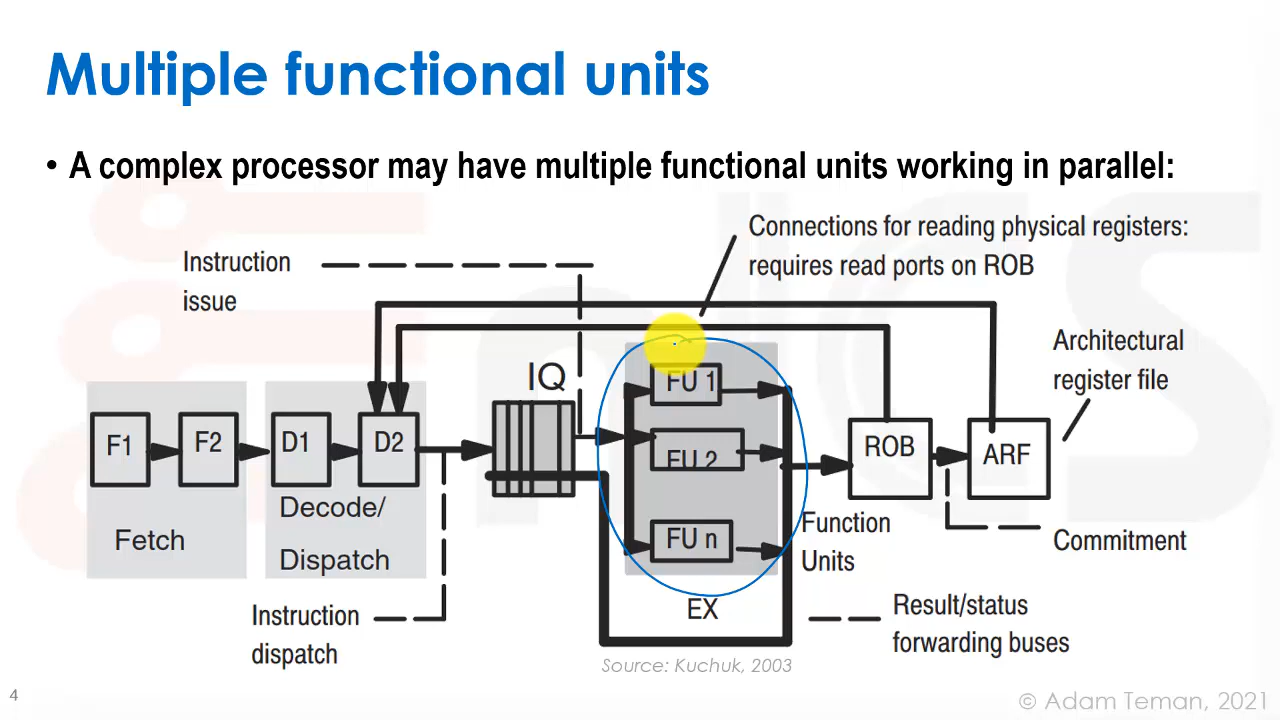 Multiple functional units
• A complex processor may have multiple functional units working in parallel:
Connections for reading physical registers:
requires read ports on ROB
Instruction
issue
Architectural
register file
IQ
FU 1
F1
F2
D1
D2
FU 2
ROB
ARF
Decode/
Dispatch
Fetch
FU n
Function
Units
Commitment
EX
Instruction
dispatch
Result/status
forwarding buses
Source: Kuchuk, 2003
4
© Adam Teman, 2021